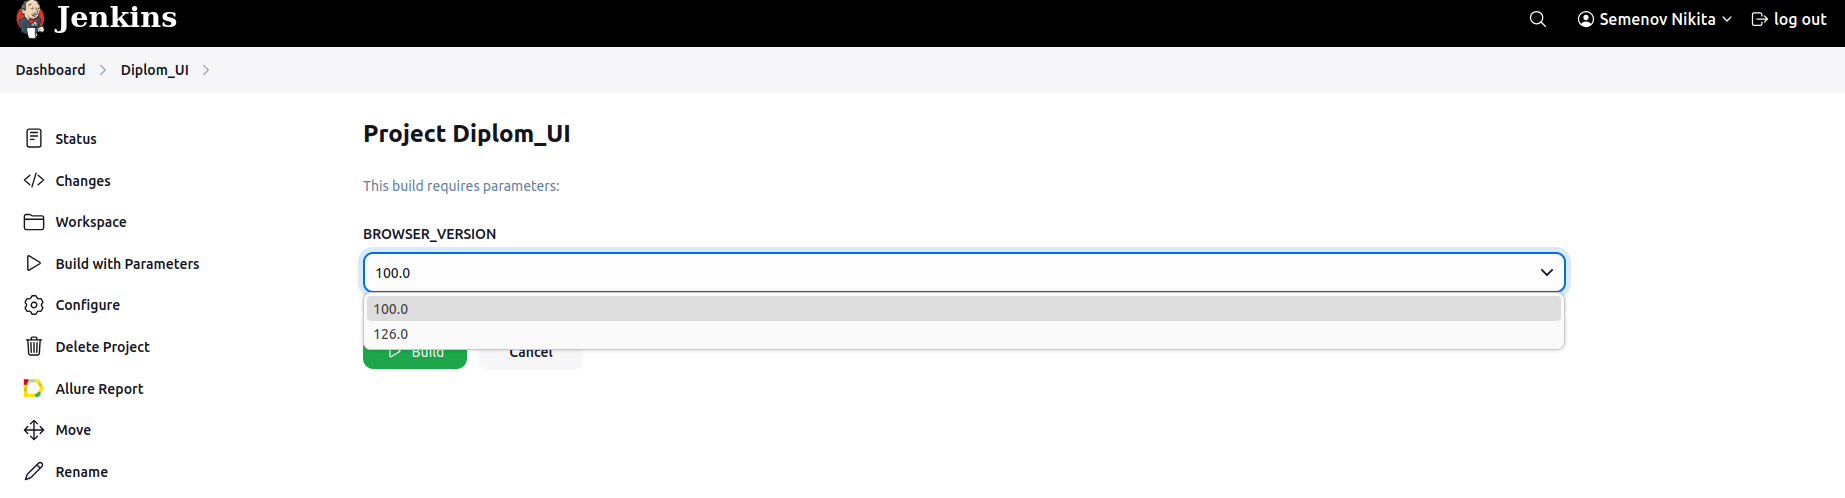 Jenkins
Semenov Nikita
log out
Dashboard
Diplom_UI
Status
Changes
Workspace
Build with Parameters
Configure
Delete Project
Allure Report
Move
Rename
Project Diplom_UI
This build requires parameters:
BROWSER_VERSION
100.0
100.0
126.0
Build
Cancel